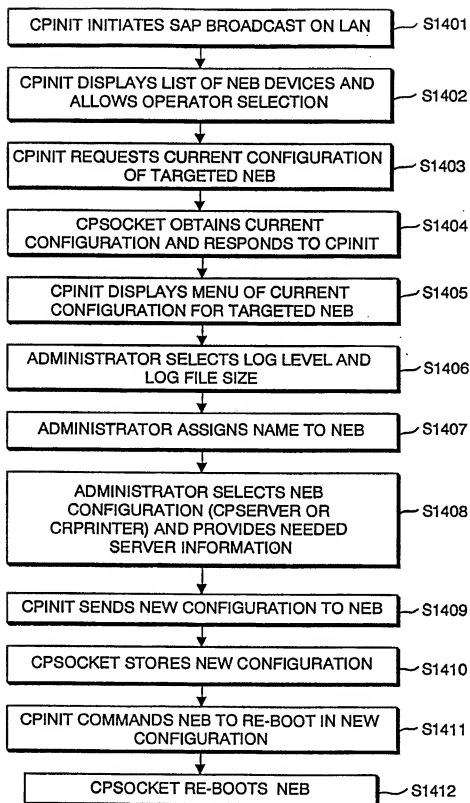 CPINIT INITIATES SAP BROADCAST ON LAN
S1401
CPINIT DISPLAYS LIST OF NEB DEVICES AND
ALLOWS OPERATOR SELECTION
S1402
CPINIT REQUESTS CURRENT CONFIGURATION
OF TARGETED NEB
S1403
CPSOCKET OBTAINS CURRENT
CONFIGURATION AND RESPONDS TO CPINIT
S1404
CPINIT DISPLAYS MENU OF CURRENT
CONFIGURATION FOR TARGETED NEB
S1405
ADMINISTRATOR SELECTS LOG LEVEL AND
LOG FILE SIZE
S1406
ADMINISTRATOR ASSIGNS NAME TO NEB
S1407
ADMINISTRATOR SELECTS NEB
CONFIGURATION (CPSERVER OR
CRPRINTER) AND PROVIDES NEEDED
SERVER INFORMATION
S1408
CPINIT SENDS NEW CONFIGURATION TO NEB
S1409
CPSOCKET STORES NEW CONFIGURATION
S1410
CPINIT COMMANDS NEB TO RE-BOOT IN NEW
CONFIGURATION
S1411
CPSOCKET RE-BOOTS NEB
S1412